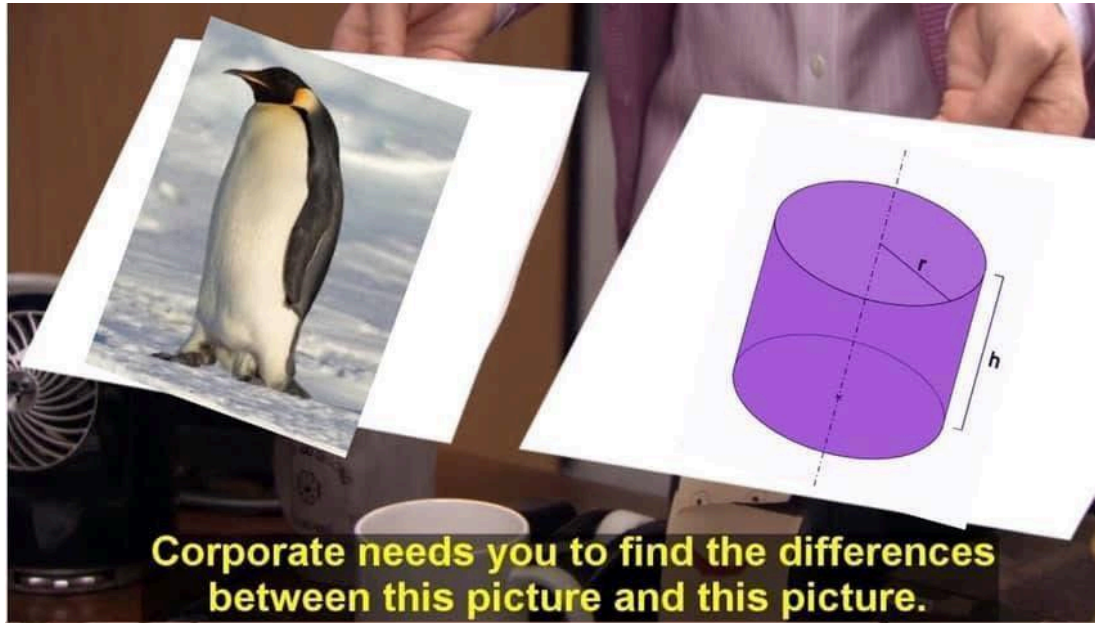 r
h
Corporate needs you to find the differences
between this picture and this picture.